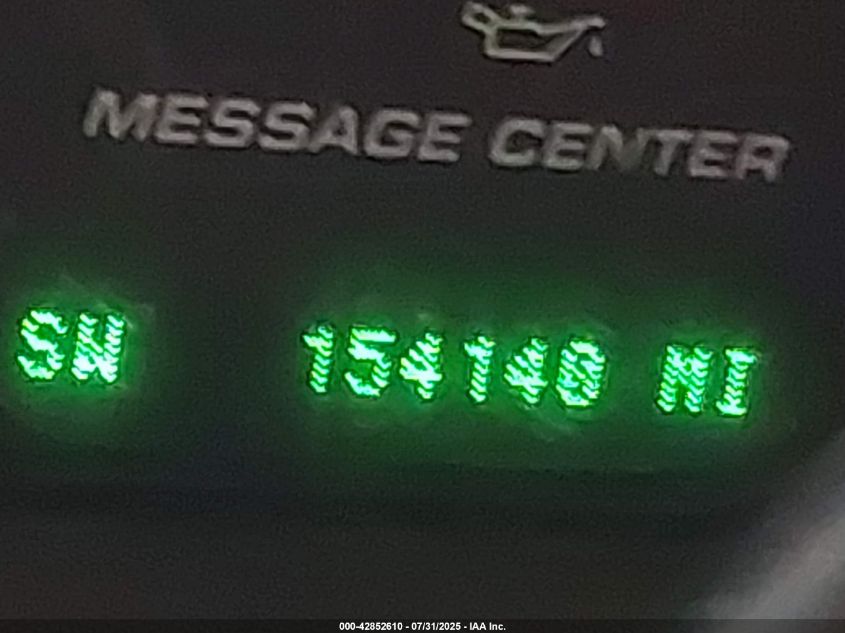 MESSAGE CENTER
SW 154140 MI
000-42852610 - 07/31/2025 - IAA Inc.